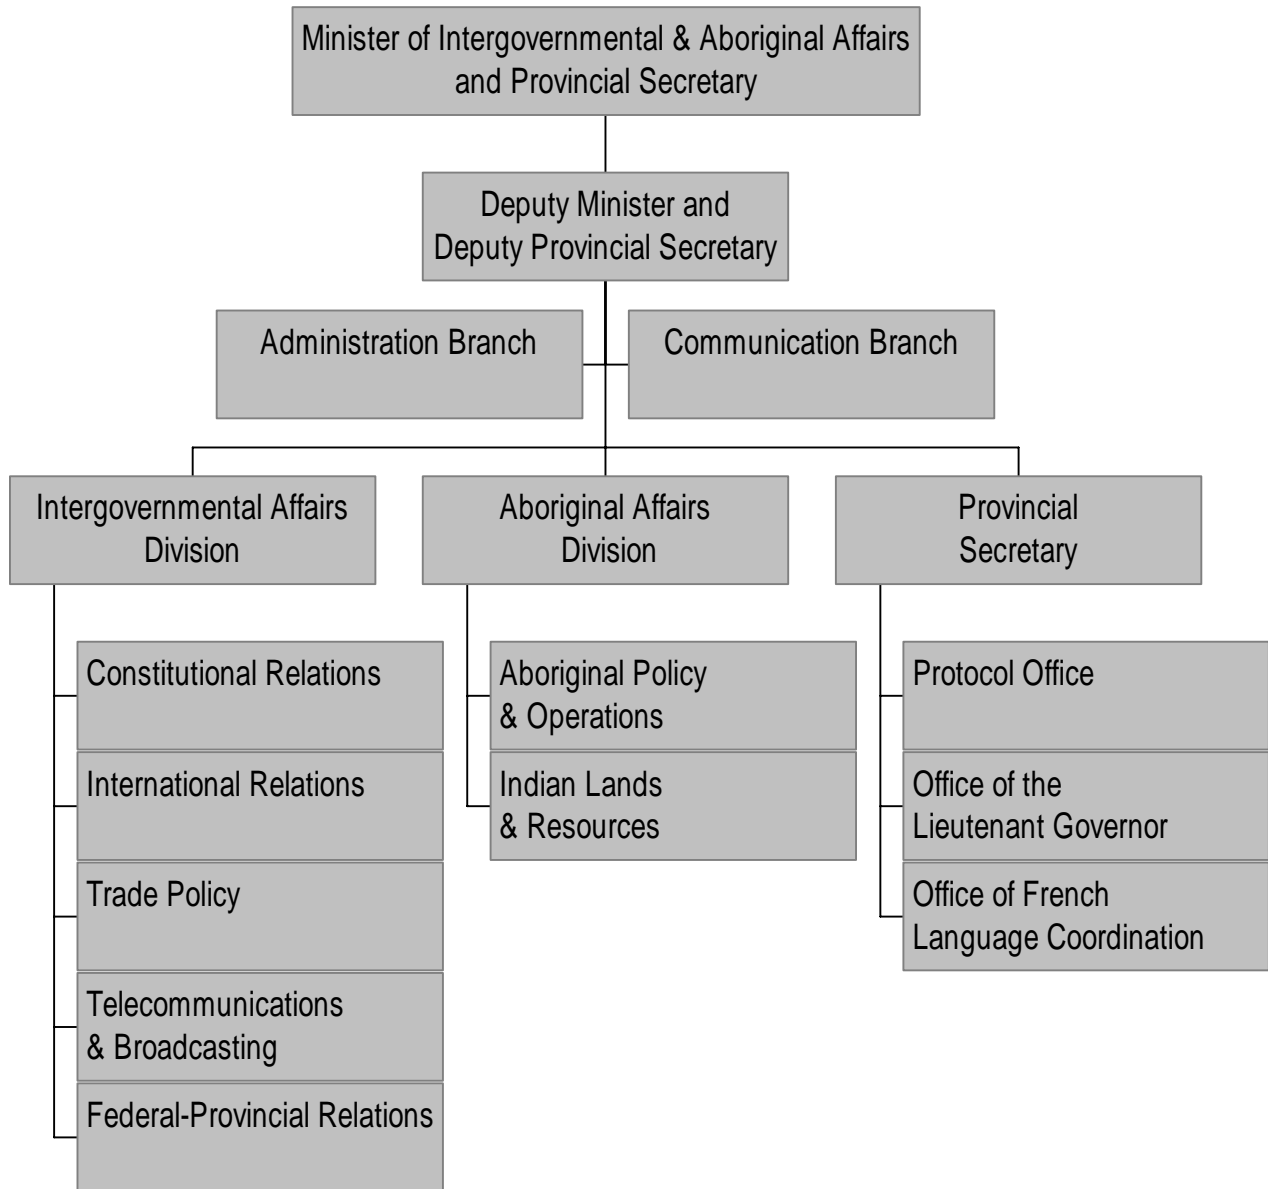 Minister of Intergovernmental & Aboriginal Affairs
and Provincial Secretary
Deputy Minister and
Deputy Provincial Secretary
Administration Branch
Communication Branch
Intergovernmental Affairs
Division
Aboriginal Affairs
Division
Provincial
Secretary
Constitutional Relations
International Relations
Trade Policy
Telecommunications
& Broadcasting
Federal-Provincial Relations
Aboriginal Policy
& Operations
Indian Lands
& Resources
Protocol Office
Office of the
Lieutenant Governor
Office of French
Language Coordination